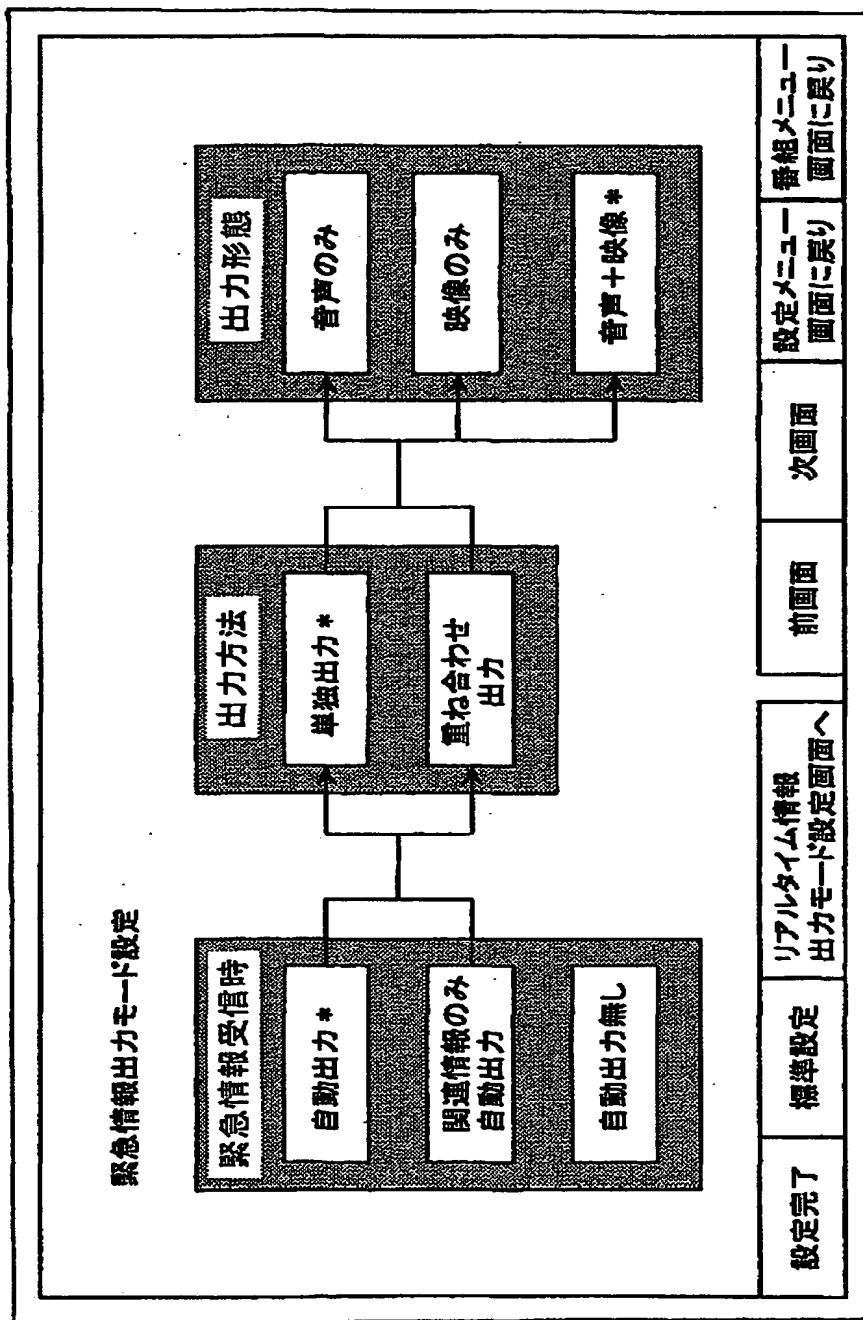 緊急情報出力モード設定
緊急情報受信時
自動出力*
関連情報のみ
自動出力
自動出力無し
出力方法
単独出力*
重ね合わせ
出力
出力形態
音声のみ
映像のみ
音声+映像*
設定完了
標準設定
リアルタイム情報
出力モード設定画面へ
前画面
次画面
設定メニュー
画面に戻り
番組メニュー
画面に戻り